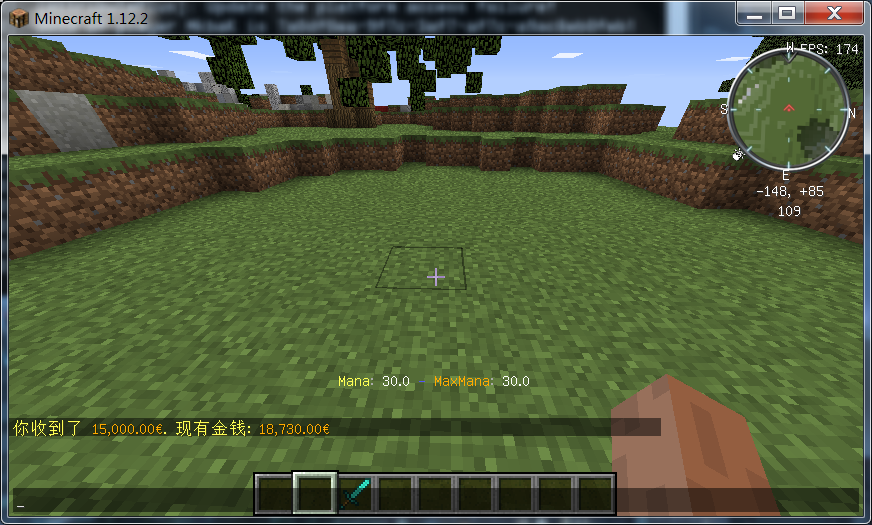 Minecraft 1.12.2
FPS: 174
W
S
N
E
-148, +85
109
Mana: 30.0 MaxMana: 30.0
你收到了 15,000.00€. 现有金钱: 18,730.00€
_